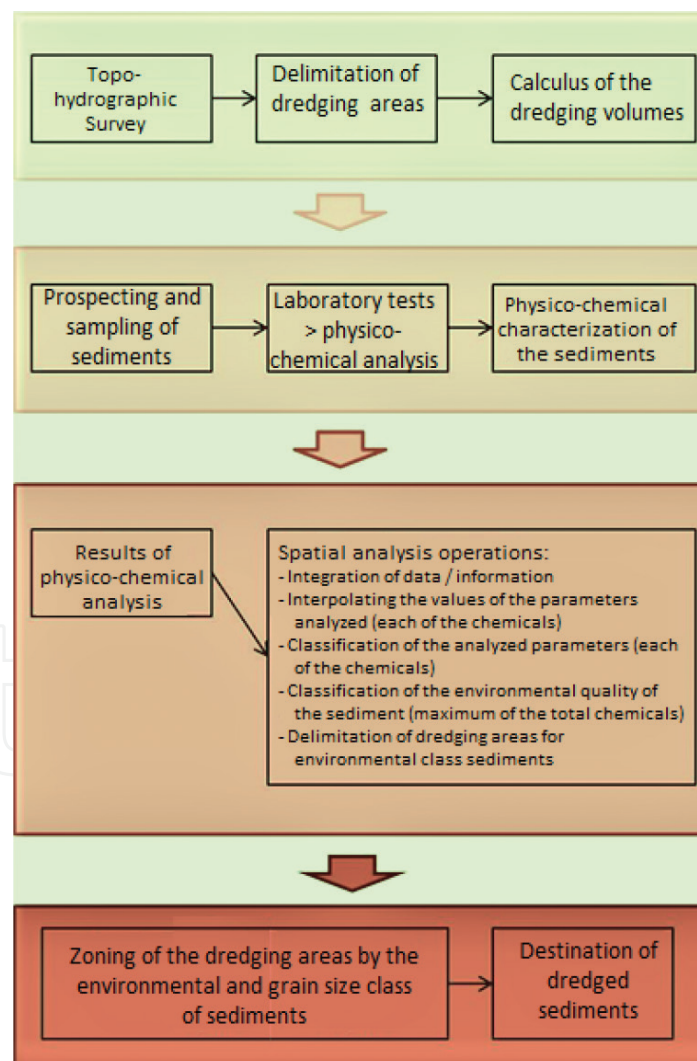 Topo-
hydrographic
Survey
Delimitation of
dredging areas
Calculus of the
dredging volumes
Prospecting and
sampling of
sediments
Laboratory tests
> physico-
chemical analysis
Physico-chemical
characterization of
the sediments
Results of
physico-chemical
analysis
Spatial analysis operations:
- Integration of data / information
- Interpolating the values of the parameters
analyzed (each of the chemicals)
- Classification of the analyzed parameters (each
of the chemicals)
- Classification of the environmental quality of
the sediment (maximum of the total chemicals)
- Delimitation of dredging areas for
environmental class sediments
Zoning of the dredging areas by the
environmental and grain size class
of sediments
Destination of
dredged
sediments